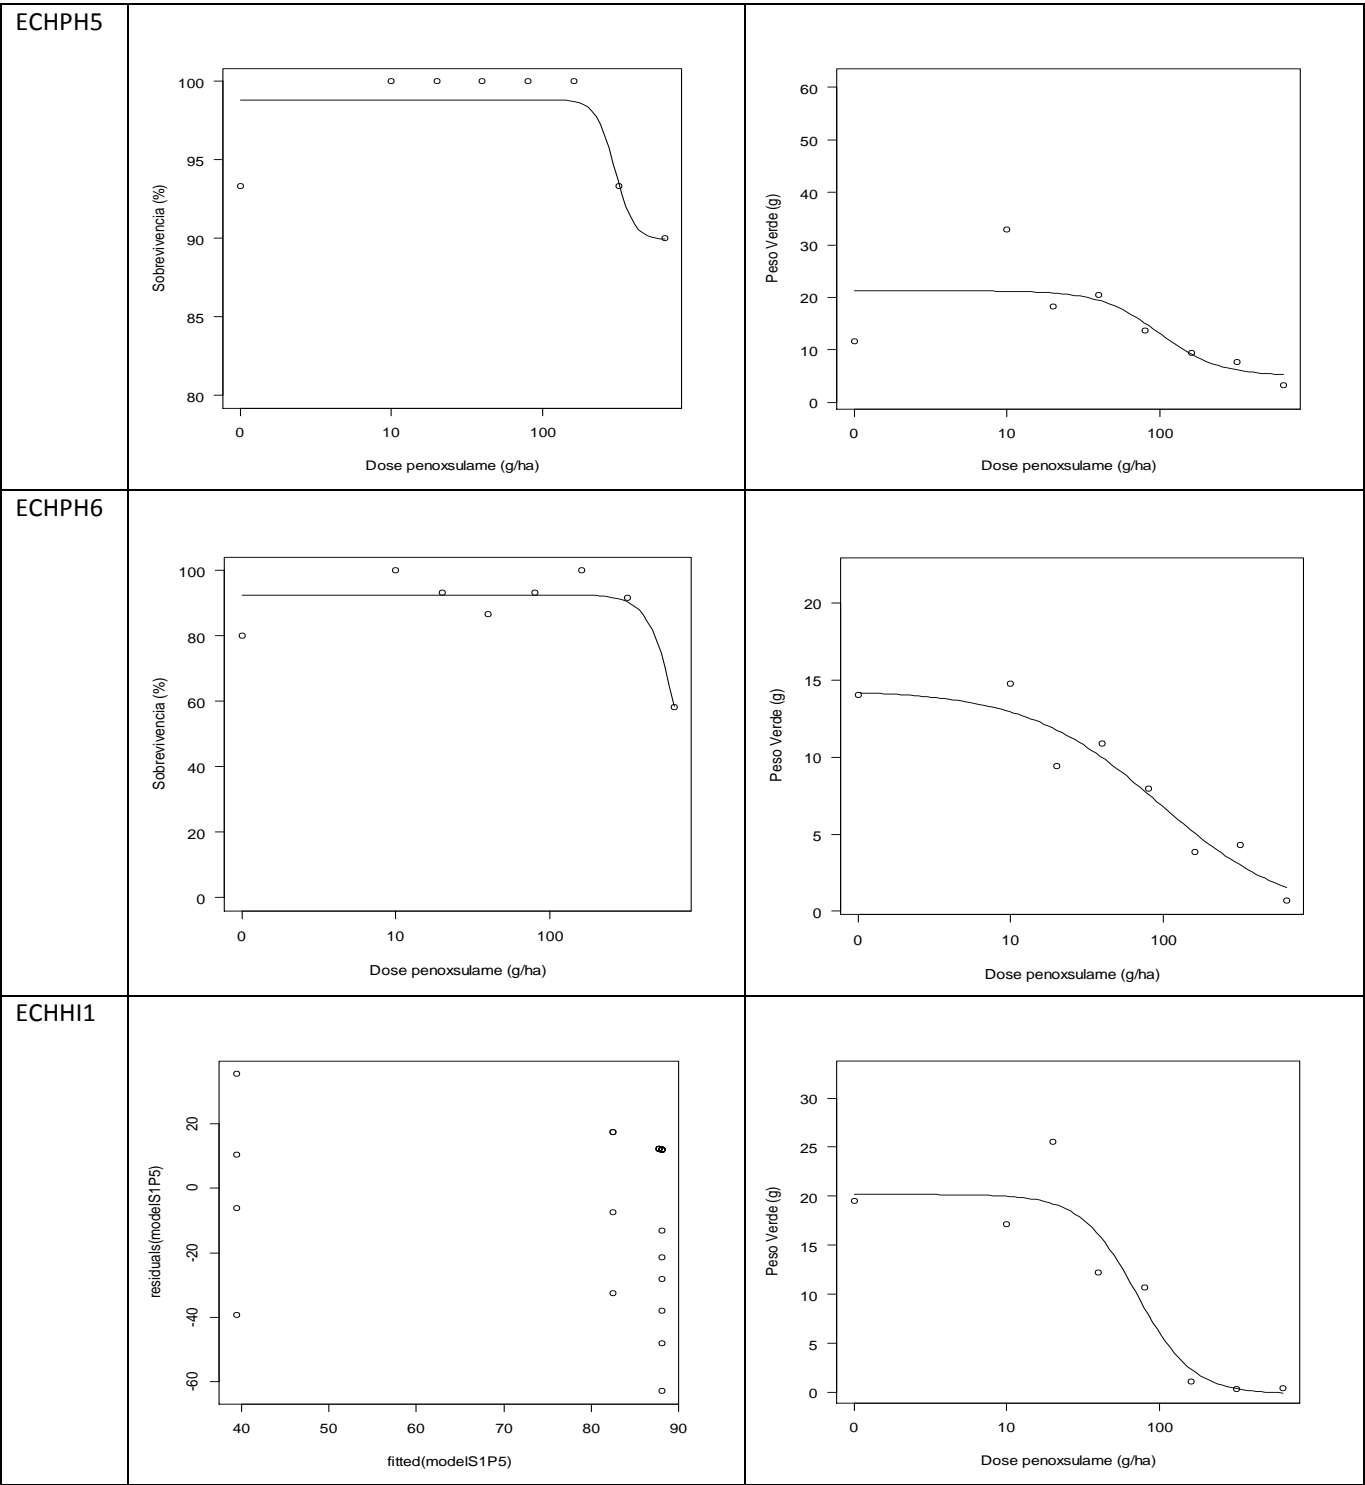 ECHPH5
100
95
90
85
80
Sobrevivencia (%)
0 10 100
Dose penoxsulame (g/ha)
60
50
40
30
20
10
0
Peso Verde (g)
0 10 100
Dose penoxsulame (g/ha)
ECHPH6
100
80
60
40
20
0
Sobrevivencia (%)
0 10 100
Dose penoxsulame (g/ha)
20
15
10
5
0
Peso Verde (g)
0 10 100
Dose penoxsulame (g/ha)
ECHHI1
20
0
-20
-40
-60
residuals(modelS1P5)
40 50 60 70 80 90
fitted(modelS1P5)
30
25
20
15
10
5
0
Peso Verde (g)
0 10 100
Dose penoxsulame (g/ha)